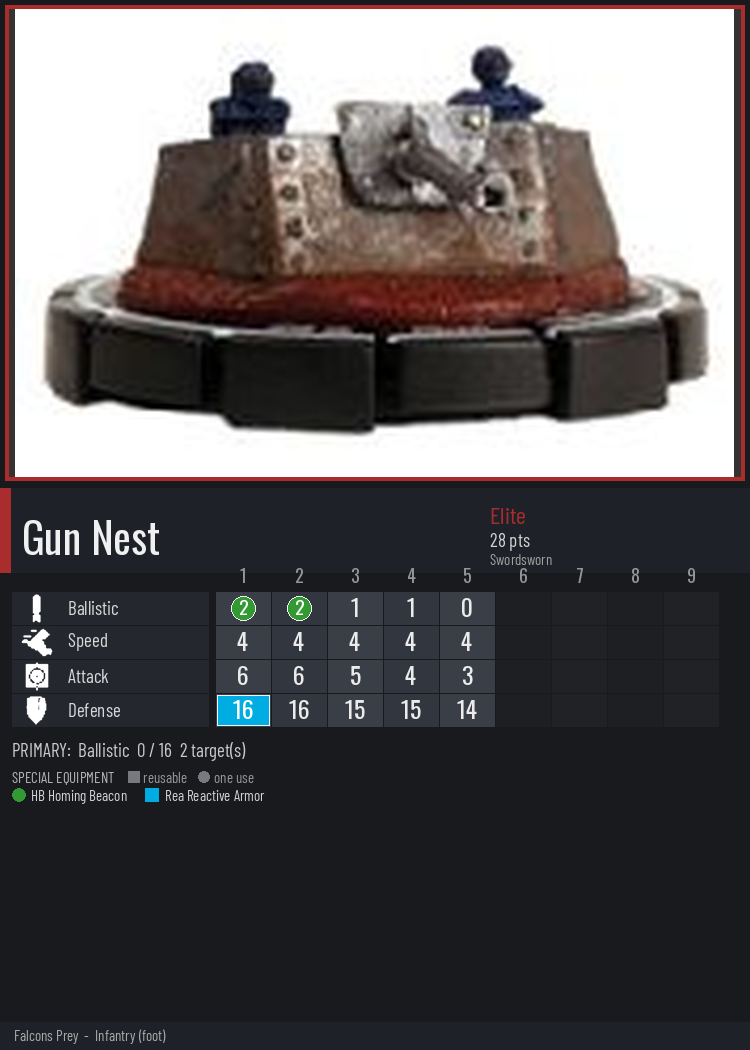 Gun Nest
Elite
28 pts
Swordsworn
1 2 3 4 5 6 7 8 9
Ballistic 2 2 1 1 0
Speed 4 4 4 4 4
Attack 6 6 5 4 3
Defense 16 16 15 15 14
PRIMARY: Ballistic 0 / 16 2 target(s)
SPECIAL EQUIPMENT reusable one use
HB Homing Beacon Rea Reactive Armor
Falcons Prey - Infantry (foot)